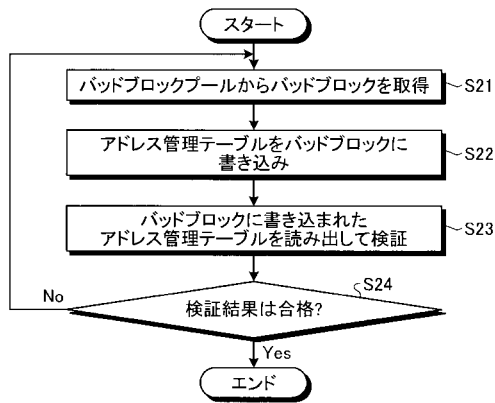 スタート
バッドブロックプールからバッドブロックを取得
S21
アドレス管理テーブルをバッドブロックに
書き込み
S22
バッドブロックに書き込まれた
アドレス管理テーブルを読み出して検証
S23
S24
検証結果は合格?
No
Yes
エンド